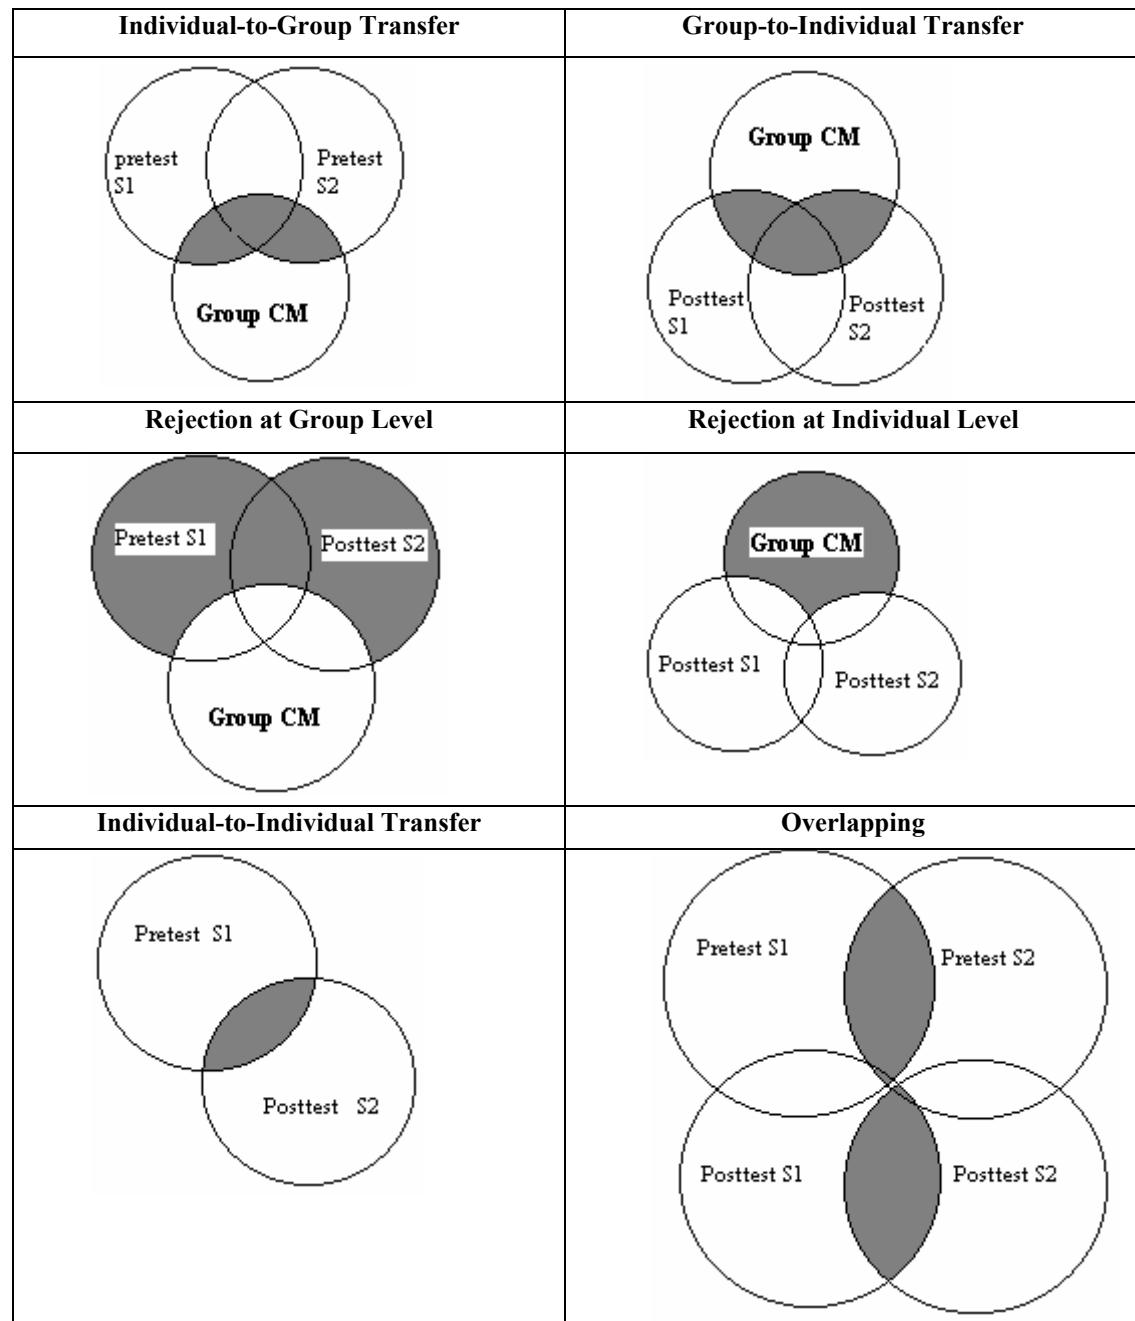 Individual-to-Group Transfer
Group-to-Individual Transfer
pretest
S1
Pretest
S2
Group CM
Group CM
Posttest
S1
Posttest
S2
Rejection at Group Level
Rejection at Individual Level
Pretest S1
Posttest S2
Group CM
Group CM
Posttest S1
Posttest S2
Individual-to-Individual Transfer
Overlapping
Pretest S1
Posttest S2
Pretest S1
Pretest S2
Posttest S1
Posttest S2